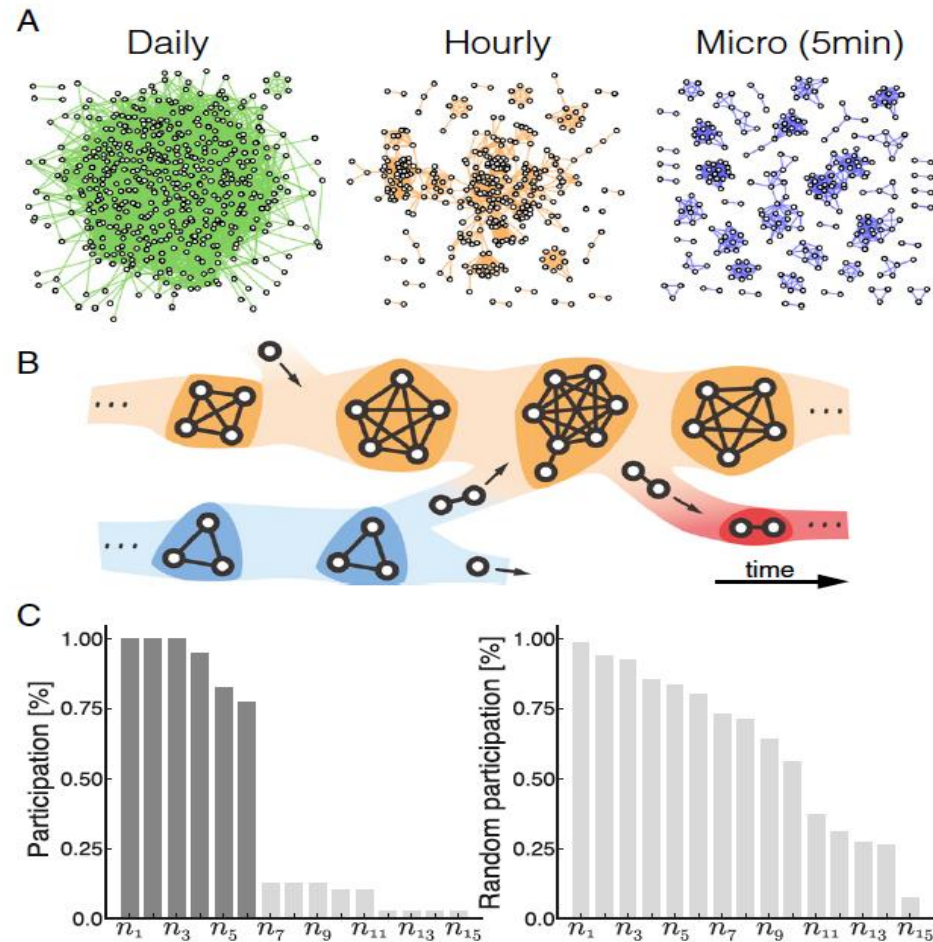 A
Daily Hourly Micro (5min)
B
...
...
...
...
time
C
Participation [%]
1.00
0.75
0.50
0.25
0.0
n₁ n₃ n₅ n₇ n₉ n₁₁ n₁₃ n₁₅
Random participation [%]
1.00
0.75
0.50
0.25
0.0
n₁ n₃ n₅ n₇ n₉ n₁₁ n₁₃ n₁₅